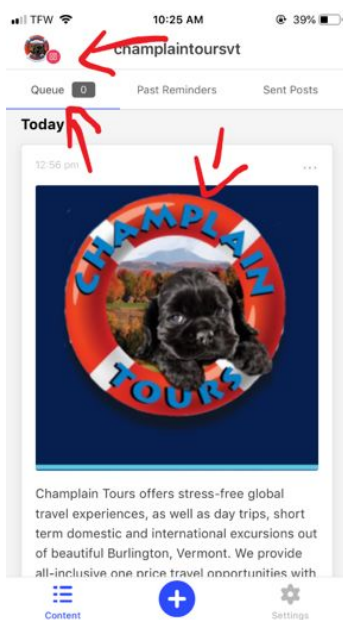 TFW 10:25 AM 39%
champlaintoursvt
Queue 0 Past Reminders Sent Posts
Today
12:56 pm
CHAMPLAIN
TOURS
Champlain Tours offers stress-free global
travel experiences, as well as day trips, short
term domestic and international excursions out
of beautiful Burlington, Vermont. We provide
all-inclusive one price travel opportunities with
Content Settings